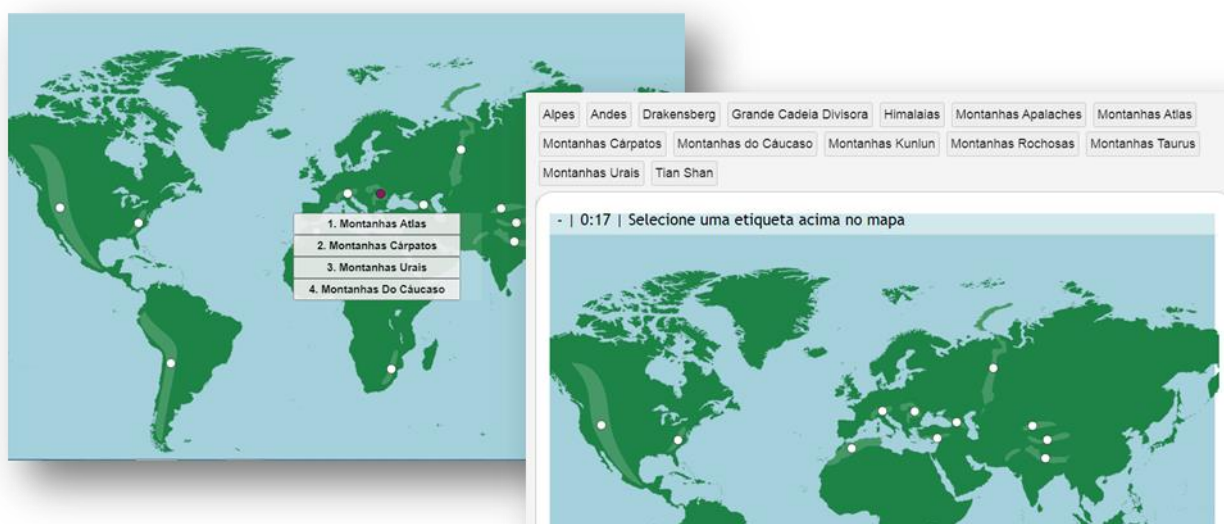 1. Montanhas Atlas
2. Montanhas Cárpatos
3. Montanhas Urais
4. Montanhas Do Cáucaso
Alpes Andes Drakensberg Grande Cadeia Divisora Himalaias Montanhas Apalaches Montanhas Atlas
Montanhas Cárpatos Montanhas do Cáucaso Montanhas Kunlun Montanhas Rochosas Montanhas Taurus
Montanhas Urais Tian Shan
- | 0:17 | Selecione uma etiqueta acima no mapa